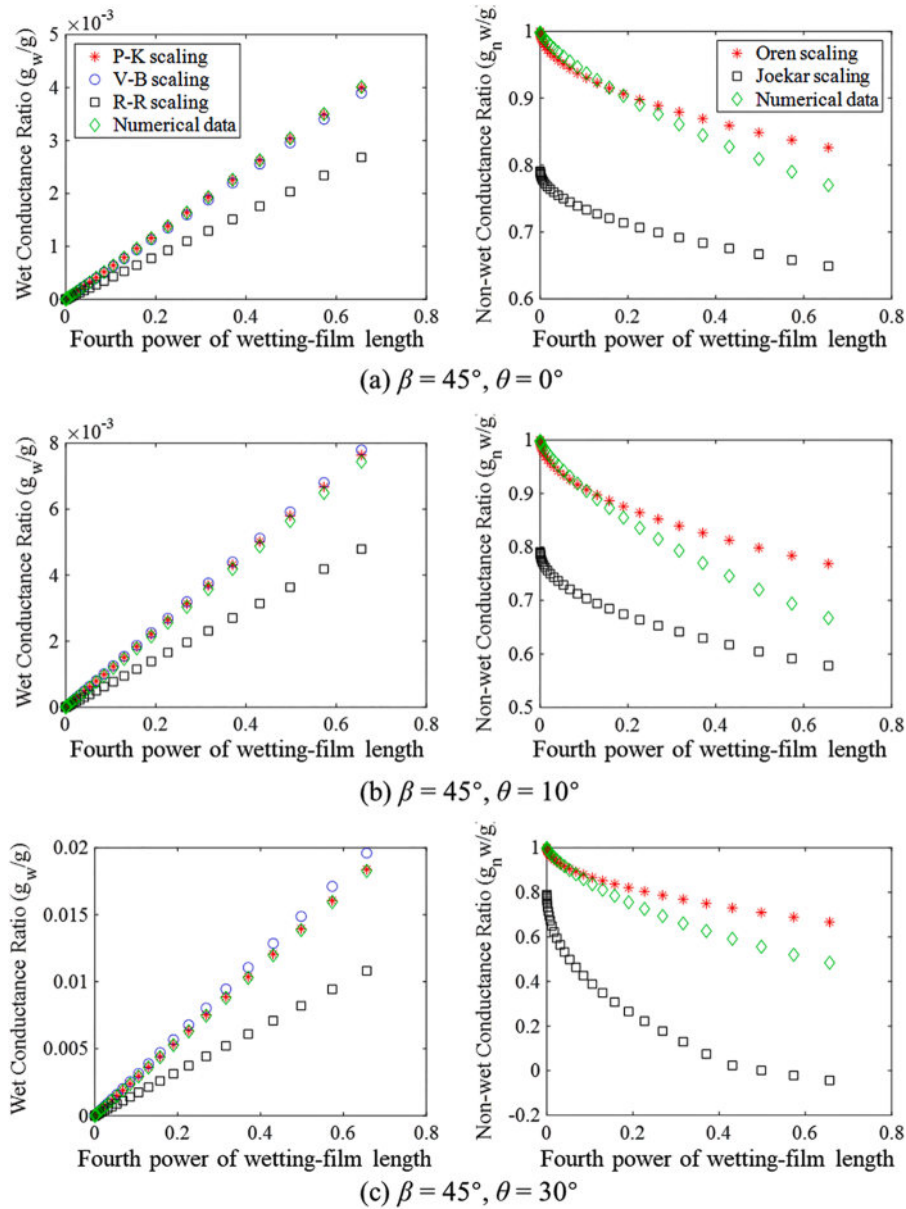 ×10⁻³
5
4
3
2
1
0
0 0.2 0.4 0.6 0.8
Wet Conductance Ratio (g_w/g)
Fourth power of wetting-film length
P-K scaling
V-B scaling
R-R scaling
Numerical data
1
0.9
0.8
0.7
0.6
0 0.2 0.4 0.6 0.8
Non-wet Conductance Ratio (g_n w/g
Fourth power of wetting-film length
Oren scaling
Joekar scaling
Numerical data
(a) β = 45°, θ = 0°
×10⁻³
8
6
4
2
0
0 0.2 0.4 0.6 0.8
Wet Conductance Ratio (g_w/g)
Fourth power of wetting-film length
1
0.9
0.8
0.7
0.6
0.5
0 0.2 0.4 0.6 0.8
Non-wet Conductance Ratio (g_n w/g
Fourth power of wetting-film length
(b) β = 45°, θ = 10°
0.02
0.015
0.01
0.005
0
0 0.2 0.4 0.6 0.8
Wet Conductance Ratio (g_w/g)
Fourth power of wetting-film length
1
0.8
0.6
0.4
0.2
0
-0.2
0 0.2 0.4 0.6 0.8
Non-wet Conductance Ratio (g_n w/g
Fourth power of wetting-film length
(c) β = 45°, θ = 30°